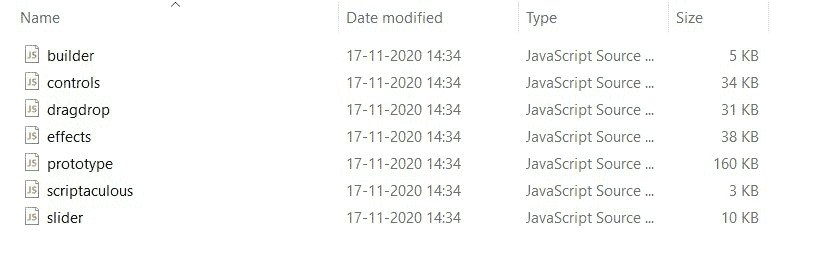 Name Date modified Type Size
JS builder 17-11-2020 14:34 JavaScript Source ... 5 KB
JS controls 17-11-2020 14:34 JavaScript Source ... 34 KB
JS dragdrop 17-11-2020 14:34 JavaScript Source ... 31 KB
JS effects 17-11-2020 14:34 JavaScript Source ... 38 KB
JS prototype 17-11-2020 14:34 JavaScript Source ... 160 KB
JS scriptaculous 17-11-2020 14:34 JavaScript Source ... 3 KB
JS slider 17-11-2020 14:34 JavaScript Source ... 10 KB